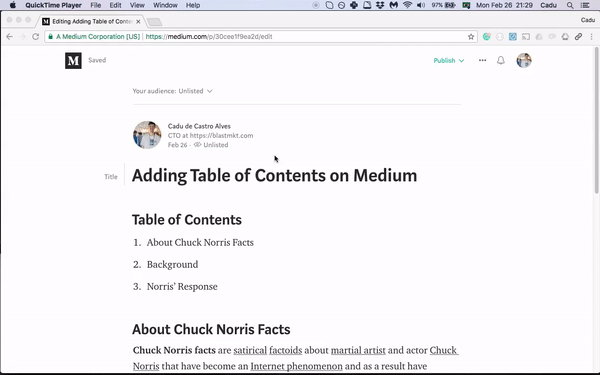 QuickTime Player File Edit View Window Help 97% Mon Feb 26 21:29 Cadu
Editing Adding Table of Conten Cadu
A Medium Corporation [US] https://medium.com/p/30cee1f9ea2d/edit
M Saved Publish
Your audience: Unlisted
Cadu de Castro Alves
CTO at https://blastmkt.com
Feb 26 · Unlisted
Title Adding Table of Contents on Medium
Table of Contents
1. About Chuck Norris Facts
2. Background
3. Norris' Response
About Chuck Norris Facts
Chuck Norris facts are satirical factoids about martial artist and actor Chuck
Norris that have become an Internet phenomenon and as a result have